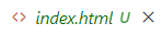 <> index.html U ×